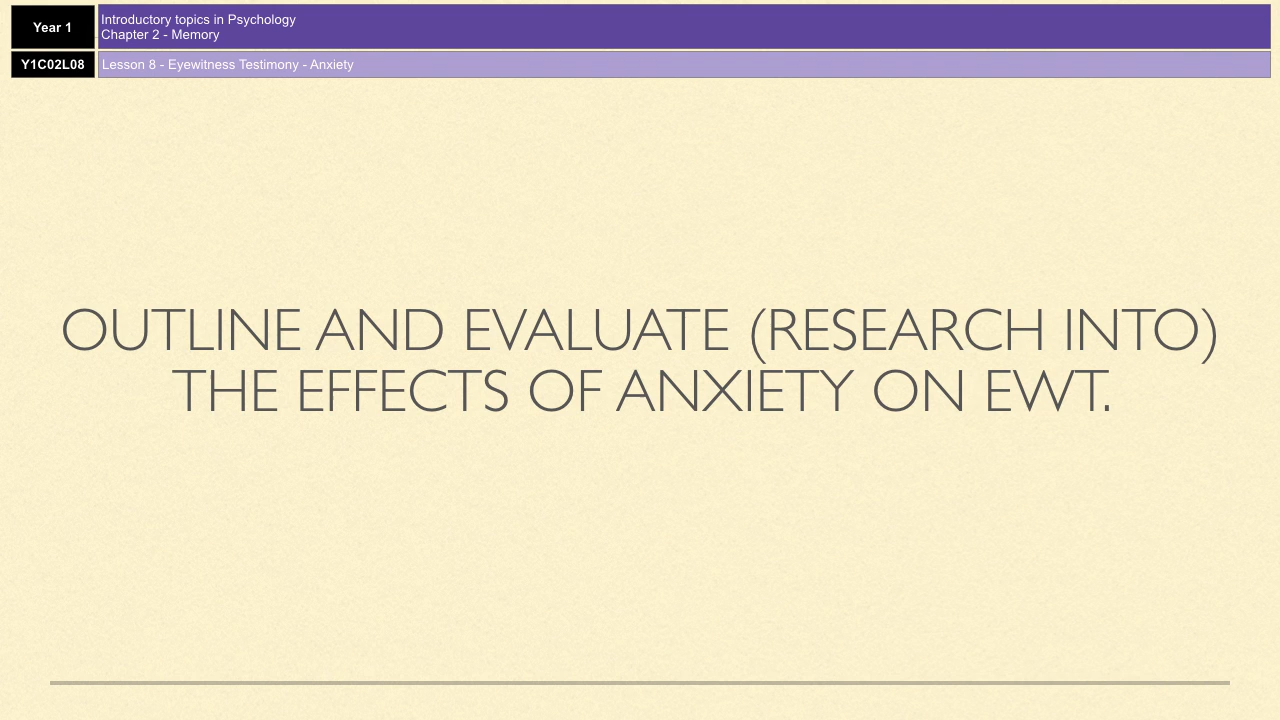 Year 1
Introductory topics in Psychology
Chapter 2 - Memory
Y1C02L08
Lesson 8 - Eyewitness Testimony - Anxiety
OUTLINE AND EVALUATE (RESEARCH INTO)
THE EFFECTS OF ANXIETY ON EWT.